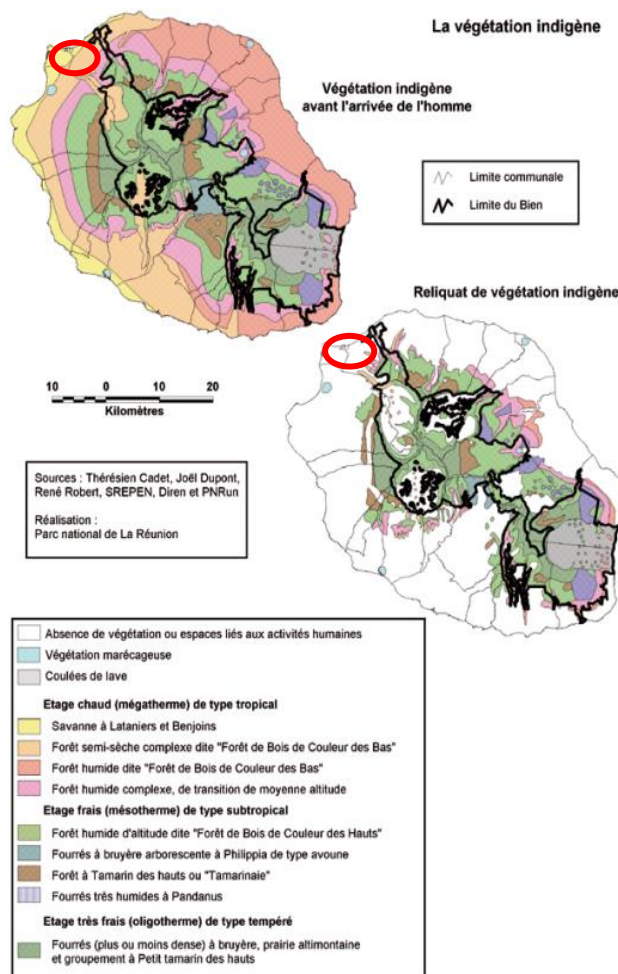 La végétation indigène
Végétation indigène
avant l'arrivée de l'homme
Limite communale
Limite du Bien
Reliquat de végétation indigène
10 0 10 20
Kilomètres
Sources : Thérésien Cadet, Joël Dupont,
René Robert, SREPEN, Diren et PNRun
Réalisation :
Parc national de La Réunion
Absence de végétation ou espaces liés aux activités humaines
Végétation marécageuse
Coulées de lave
Etage chaud (mégatherme) de type tropical
Savanne à Lataniers et Benjoins
Forêt semi-sèche complexe dite "Forêt de Bois de Couleur des Bas"
Forêt humide dite "Forêt de Bois de Couleur des Bas"
Forêt humide complexe, de transition de moyenne altitude
Etage frais (mésotherme) de type subtropical
Forêt humide d'altitude dite "Forêt de Bois de Couleur des Hauts"
Fourrés à bruyère arborescente à Philippia de type avoune
Forêt à Tamarin des hauts ou "Tamarinaie"
Fourrés très humides à Pandanus
Etage très frais (oligotherme) de type tempéré
Fourrés (plus ou moins dense) à bruyère, prairie altimontaine
et groupement à Petit tamarin des hauts